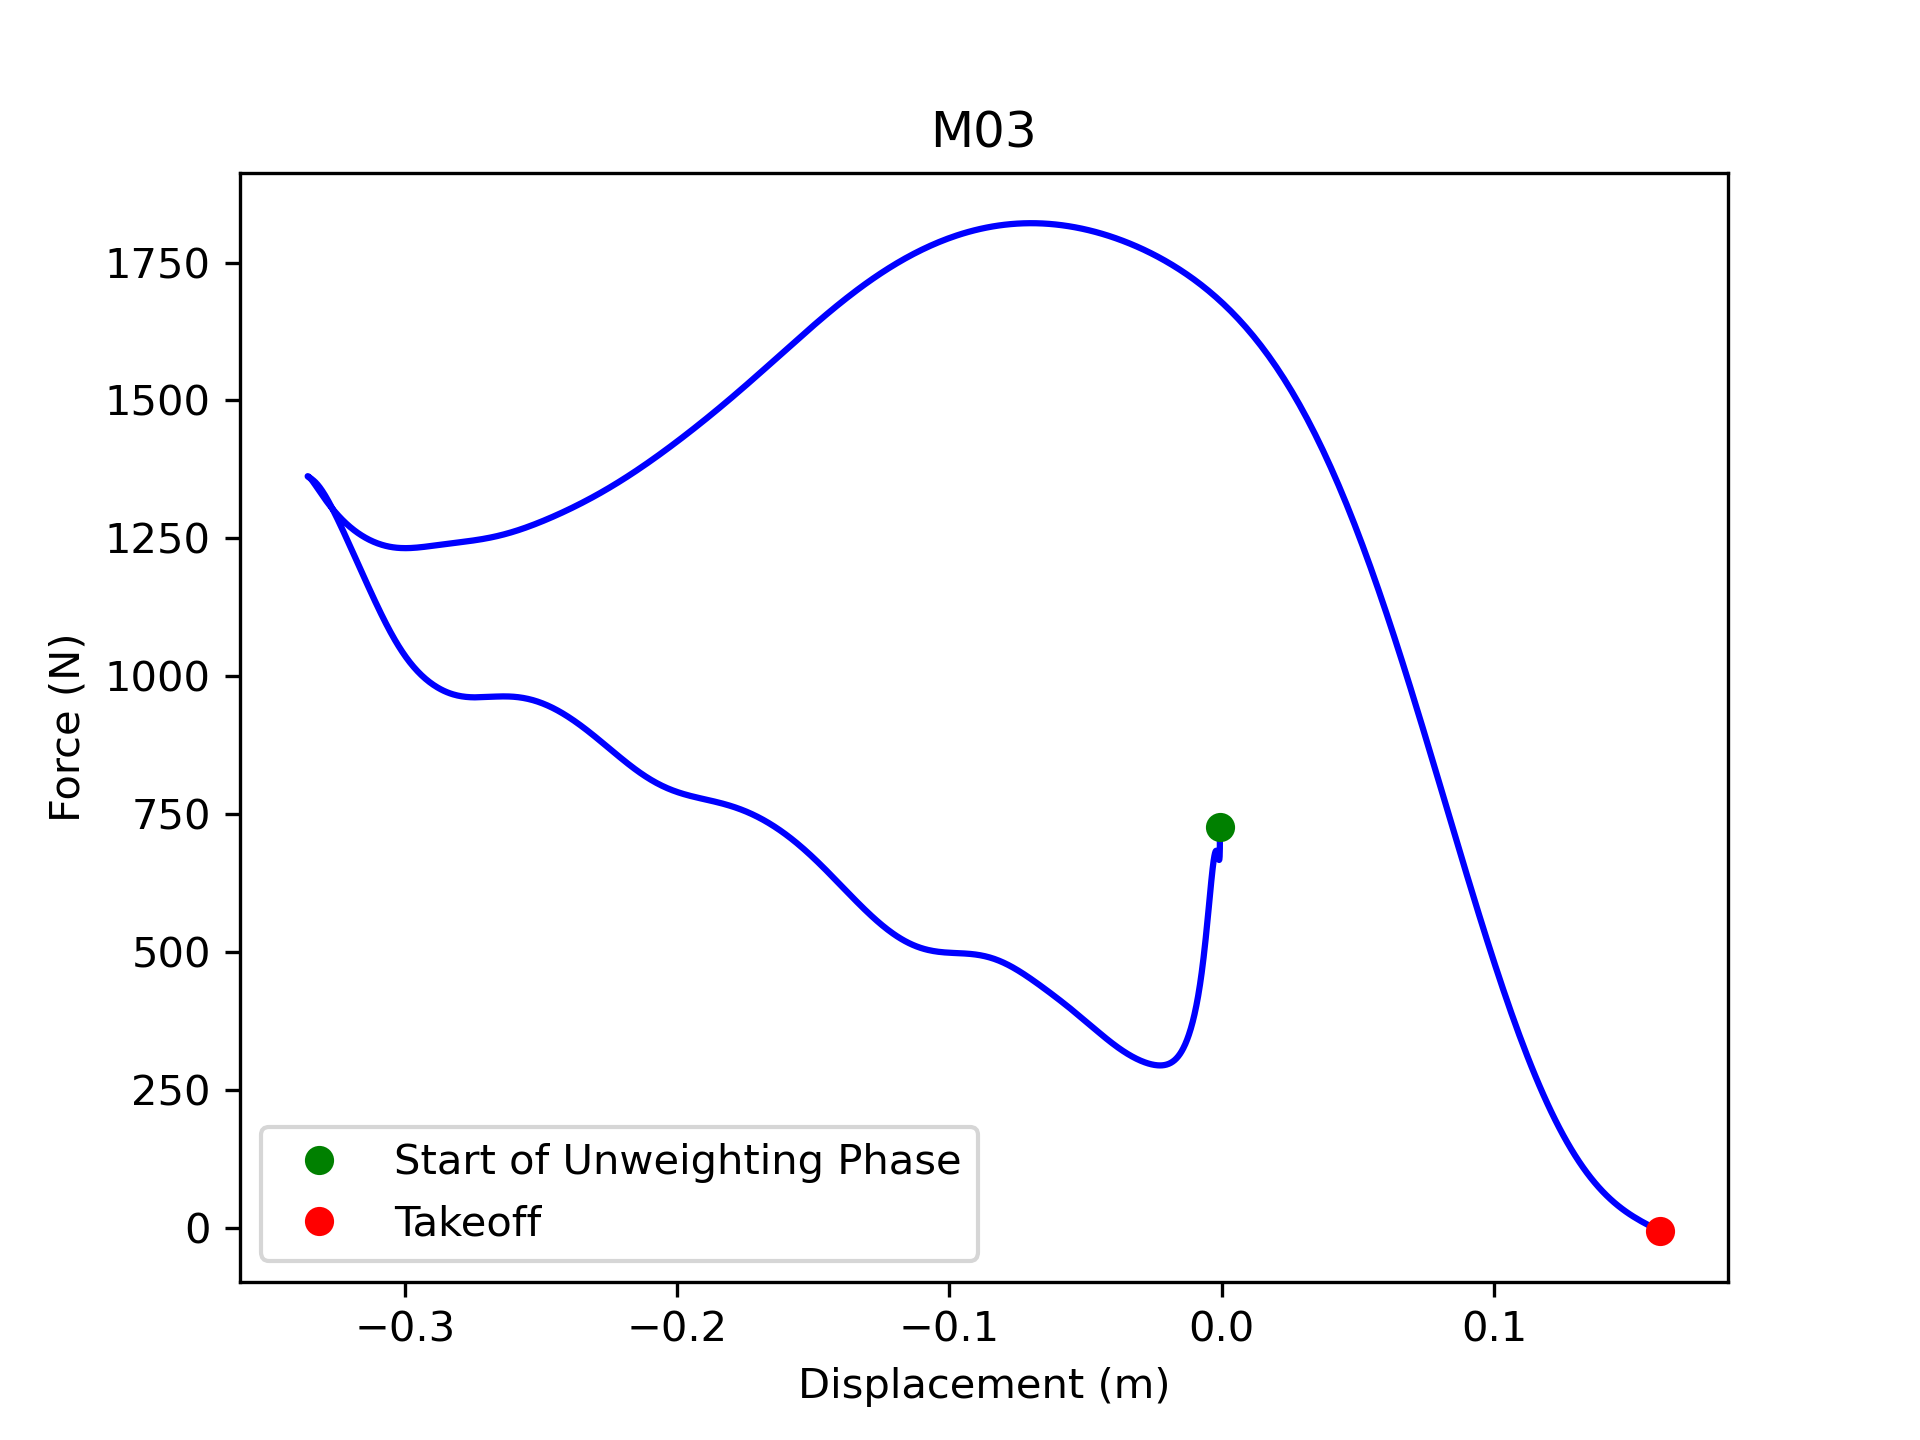 M03
1750
1500
1250
1000
750
500
250
0
Force (N)
Start of Unweighting Phase
Takeoff
−0.3 −0.2 −0.1 0.0 0.1
Displacement (m)